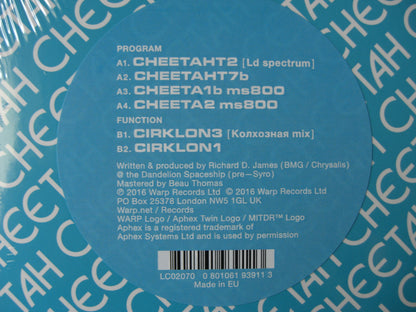 PROGRAM
A1. CHEETAHT2 [Ld spectrum]
A2. CHEETAHT7b
A3. CHEETA1b ms800
A4. CHEETA2 ms800
FUNCTION
B1. CIRKLON3 [Колхозная mix]
B2. CIRKLON1
Written & produced by Richard D. James (BMG / Chrysalis)
@ the Dandelion Spaceship (pre–Syro)
Mastered by Beau Thomas
℗ 2016 Warp Records Ltd © 2016 Warp Records Ltd
PO Box 25378 London NW5 1GL UK
Warp.net / Records
WARP Logo / Aphex Twin Logo / MITDR™ Logo
Aphex is a registered trademark of
Aphex Systems Ltd and is used by permission
LC02070 0 801061 93911 3
Made in EU
CHEETAH CHEETAH CHEETAH